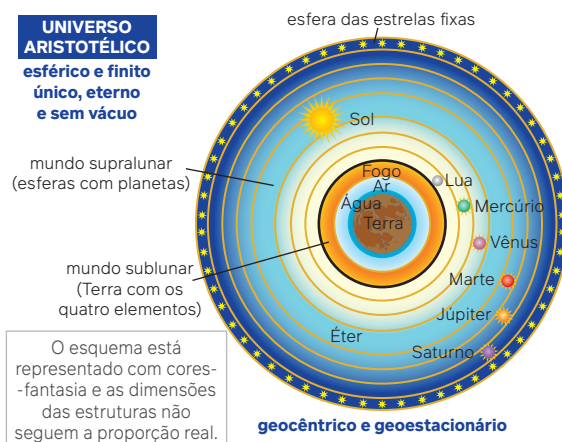 UNIVERSO
ARISTOTÉLICO
esférico e finito
único, eterno
e sem vácuo
esfera das estrelas fixas
Sol
mundo supralunar
(esferas com planetas)
Fogo
Ar
Água
Terra
Lua
Mercúrio
Vênus
Marte
Júpiter
Saturno
Éter
mundo sublunar
(Terra com os
quatro elementos)
O esquema está
representado com cores-
-fantasia e as dimensões
das estruturas não
seguem a proporção real.
geocêntrico e geoestacionário